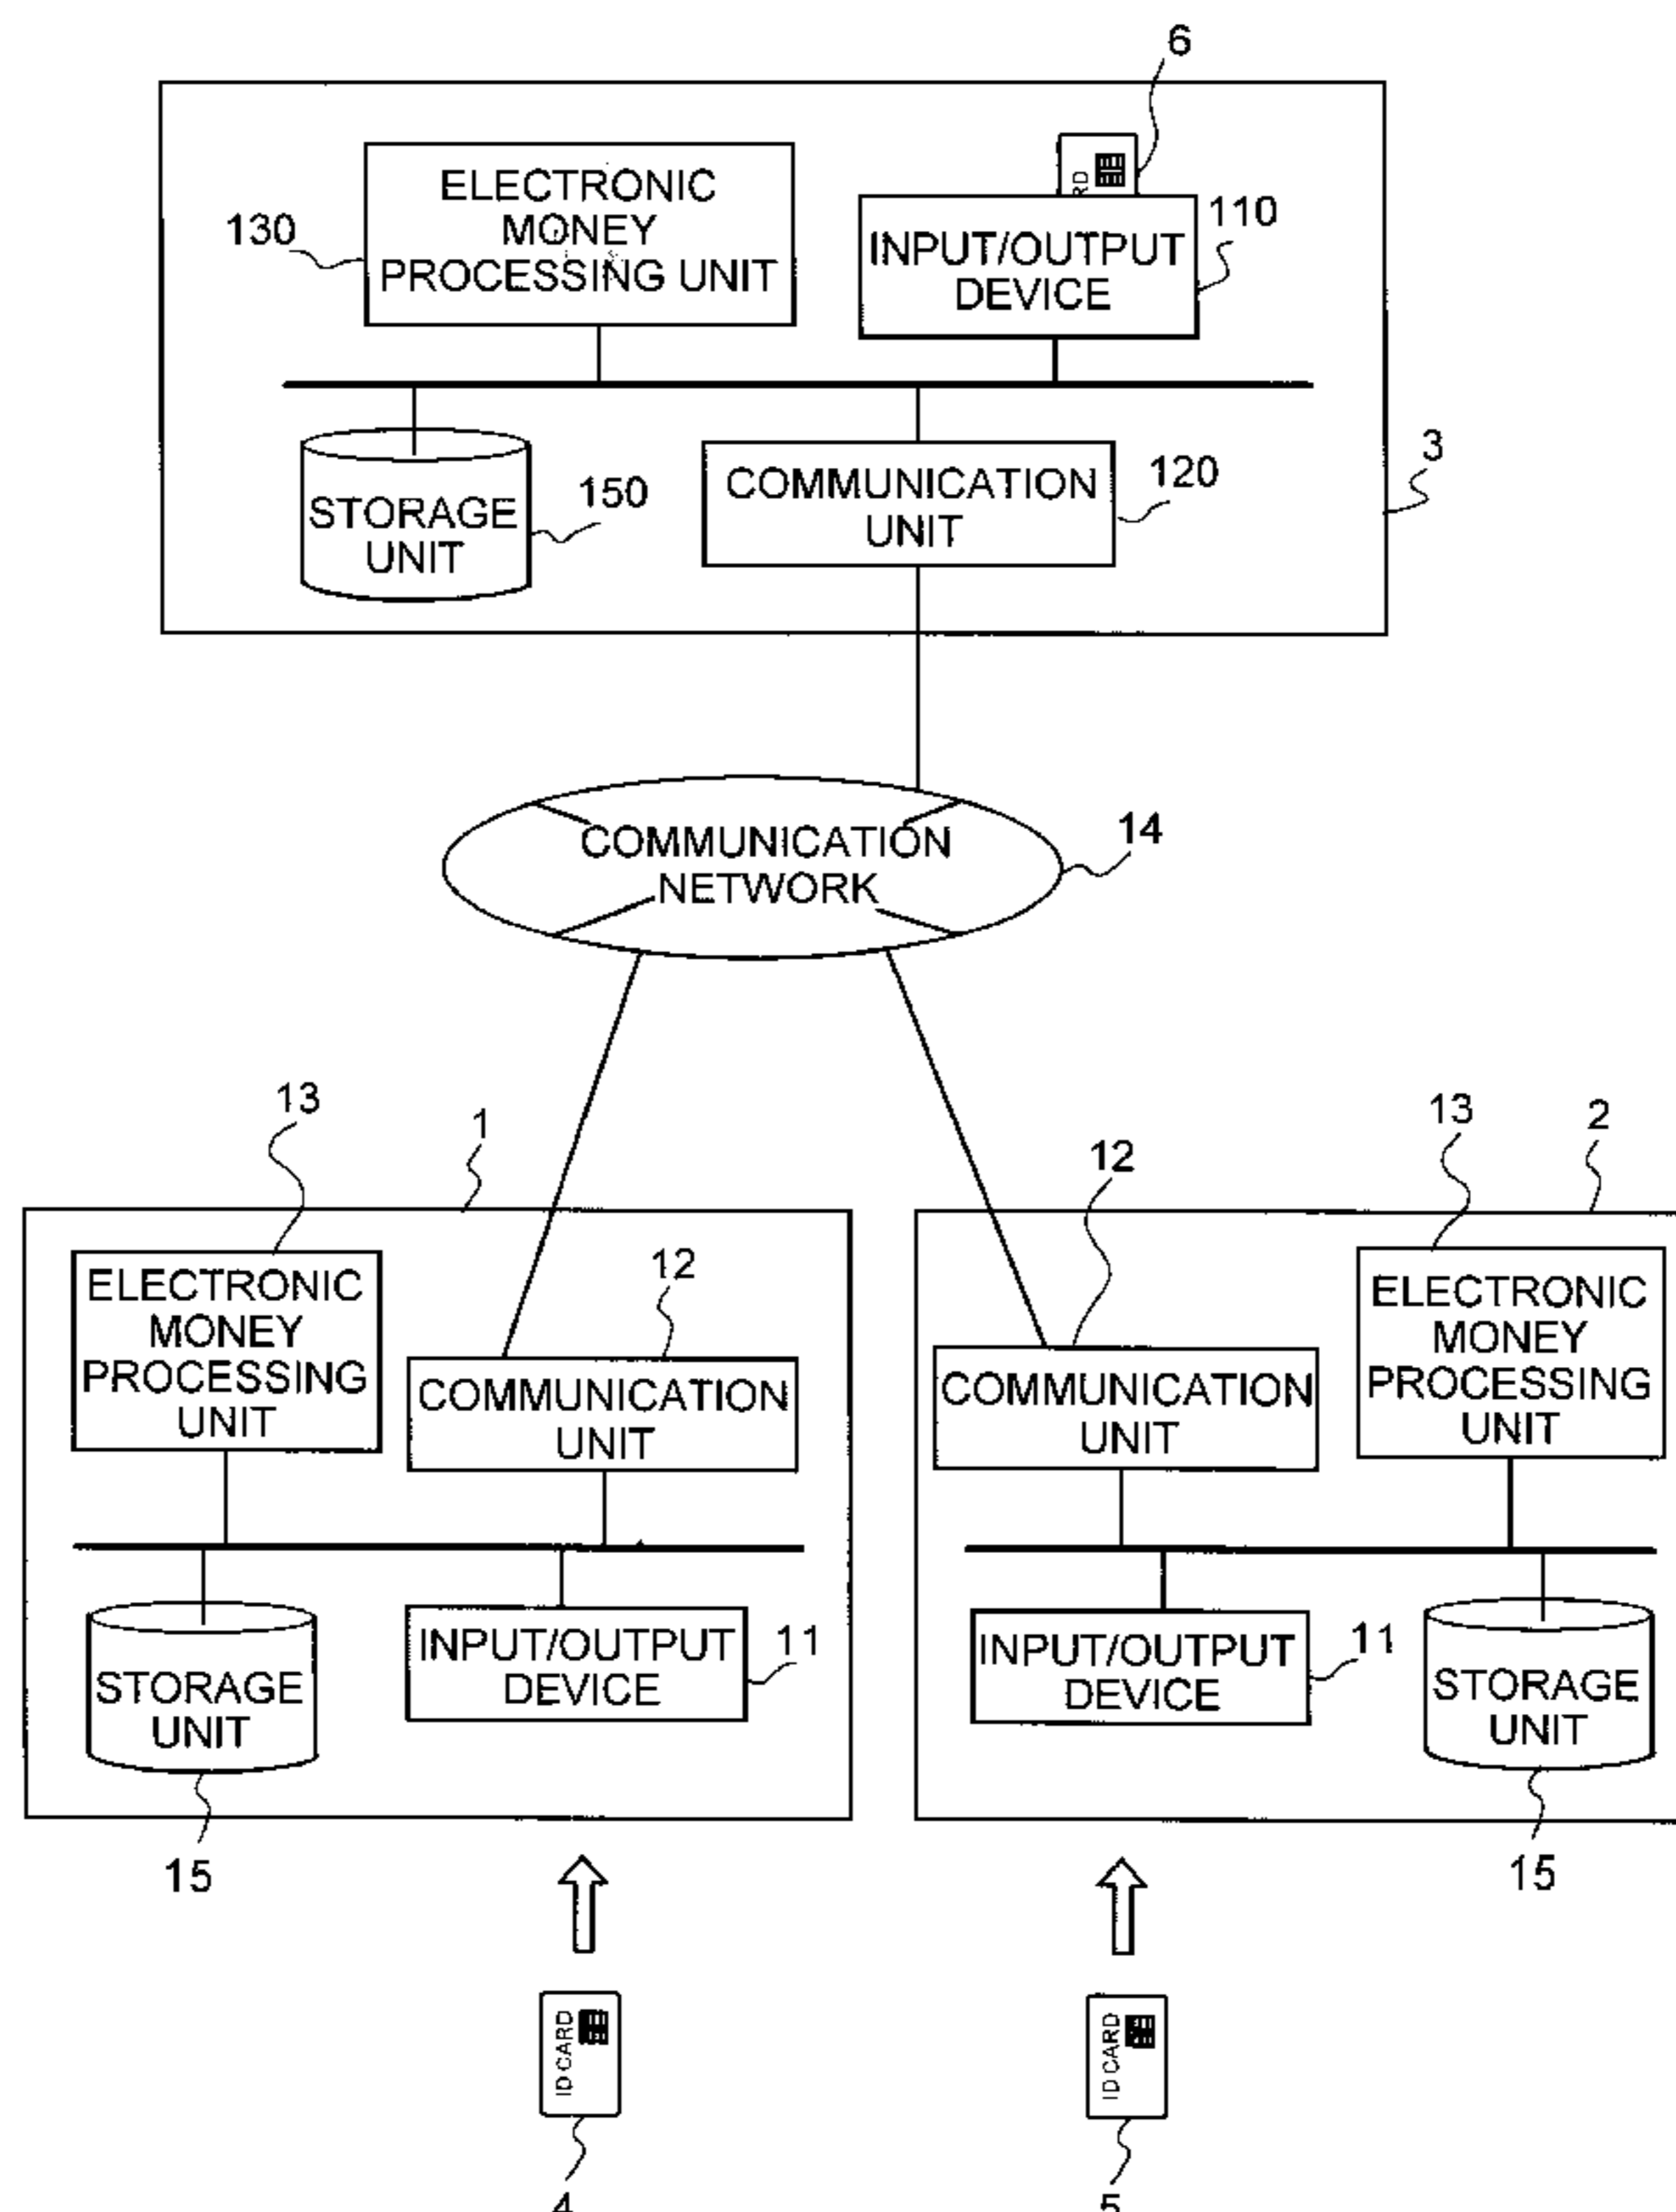 6
ELECTRONIC
MONEY
PROCESSING UNIT
130
RD
INPUT/OUTPUT
DEVICE
110
3
STORAGE
UNIT
150
COMMUNICATION
UNIT
120
COMMUNICATION
NETWORK
14
13
1
12
13
2
ELECTRONIC
MONEY
PROCESSING
UNIT
12
COMMUNICATION
UNIT
COMMUNICATION
UNIT
ELECTRONIC
MONEY
PROCESSING
UNIT
STORAGE
UNIT
INPUT/OUTPUT
DEVICE
11
INPUT/OUTPUT
DEVICE
11
STORAGE
UNIT
15
15
ID CARD
ID CARD
4
5